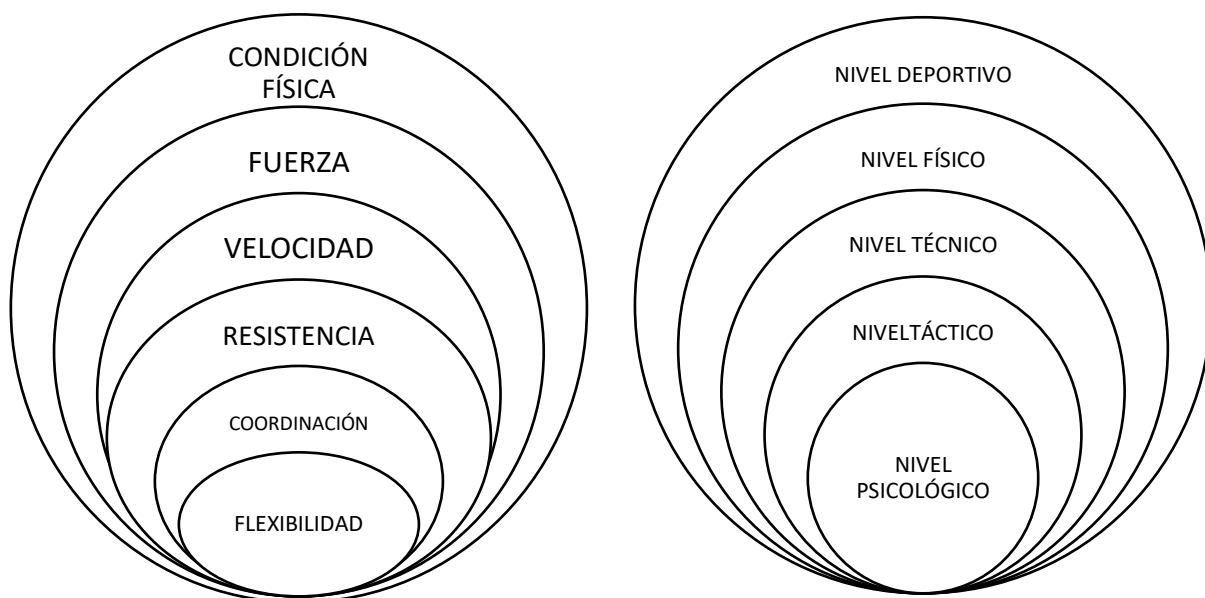 CONDICIÓN
FÍSICA
FUERZA
VELOCIDAD
RESISTENCIA
COORDINACIÓN
FLEXIBILIDAD
NIVEL DEPORTIVO
NIVEL FÍSICO
NIVEL TÉCNICO
NIVELTÁCTICO
NIVEL
PSICOLÓGICO